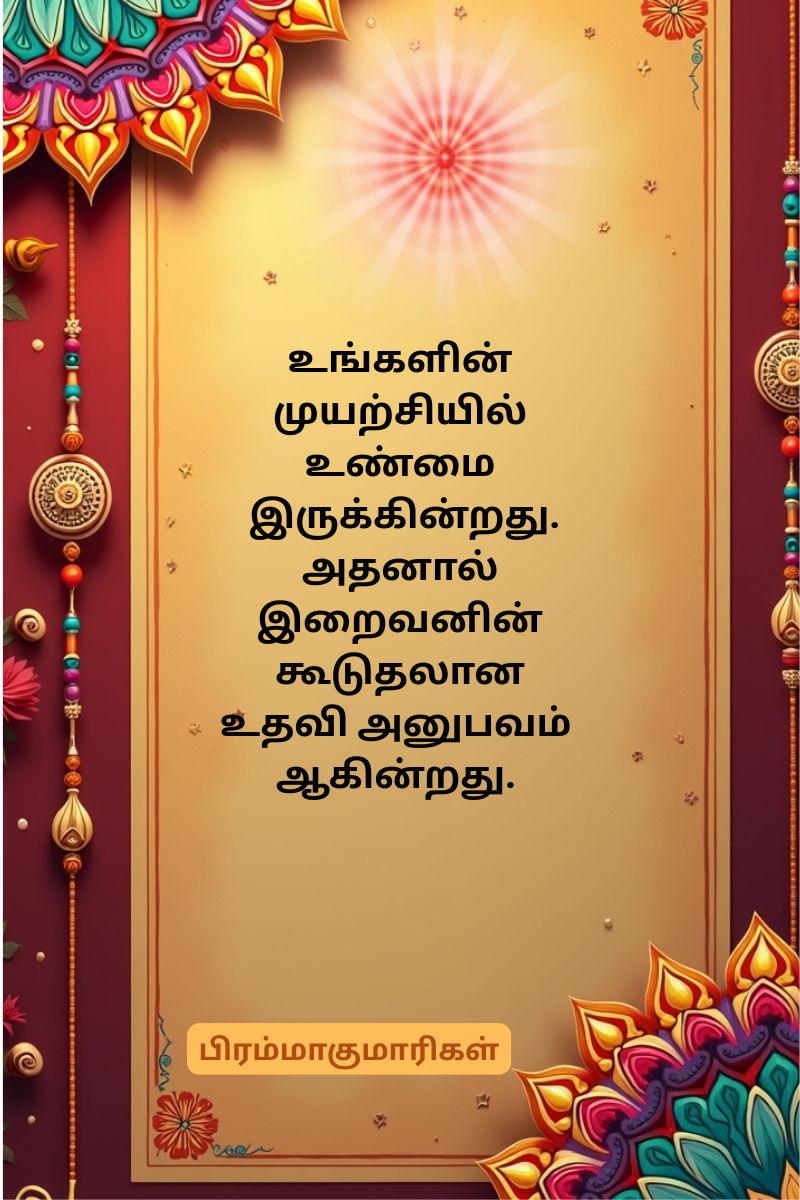 உங்களின்
முயற்சியில்
உண்மை
இருக்கின்றது.
அதனால்
இறைவனின்
கூடுதலான
உதவி அனுபவம்
ஆகின்றது.
பிரம்மாகுமாரிகள்